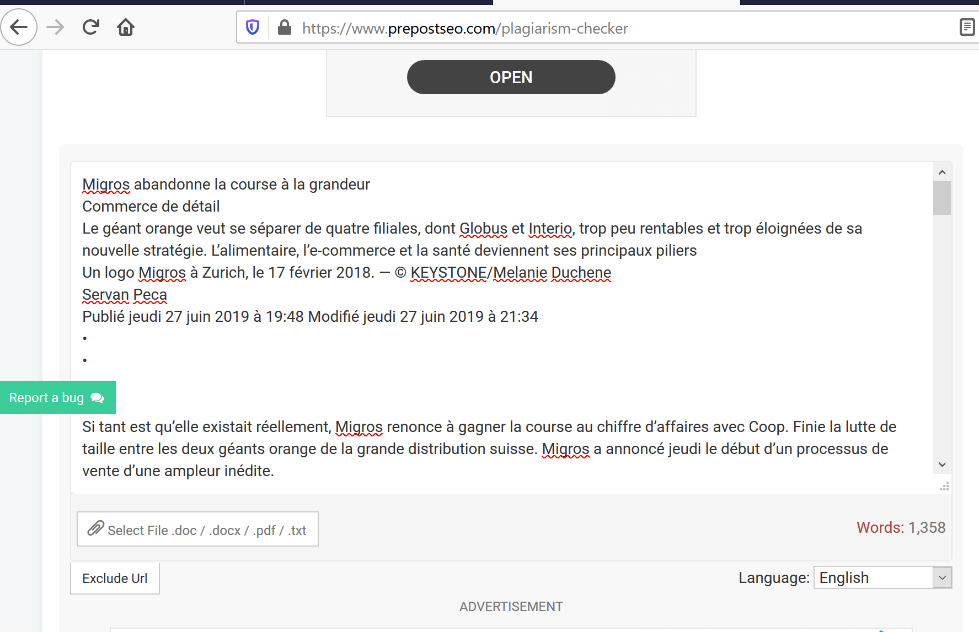 https://www.prepostseo.com/plagiarism-checker
OPEN
Migros abandonne la course à la grandeur
Commerce de détail
Le géant orange veut se séparer de quatre filiales, dont Globus et Interio, trop peu rentables et trop éloignées de sa
nouvelle stratégie. L’alimentaire, l’e-commerce et la santé deviennent ses principaux piliers
Un logo Migros à Zurich, le 17 février 2018. — © KEYSTONE/Melanie Duchene
Servan Peca
Publié jeudi 27 juin 2019 à 19:48 Modifié jeudi 27 juin 2019 à 21:34
•
•
Report a bug
Si tant est qu’elle existait réellement, Migros renonce à gagner la course au chiffre d’affaires avec Coop. Finie la lutte de
taille entre les deux géants orange de la grande distribution suisse. Migros a annoncé jeudi le début d’un processus de
vente d’une ampleur inédite.
Select File .doc / .docx / .pdf / .txt
Words: 1,358
Exclude Url
Language: English
ADVERTISEMENT